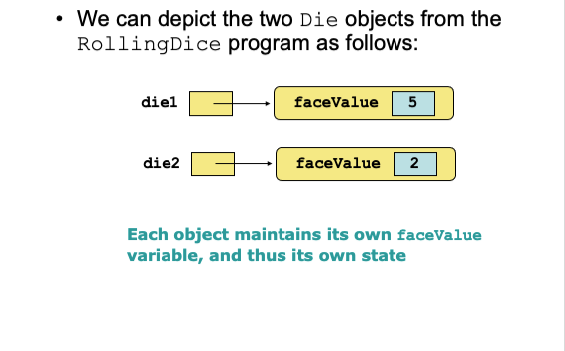 • We can depict the two Die objects from the
RollingDice program as follows:
die1 faceValue 5
die2 faceValue 2
Each object maintains its own faceValue
variable, and thus its own state